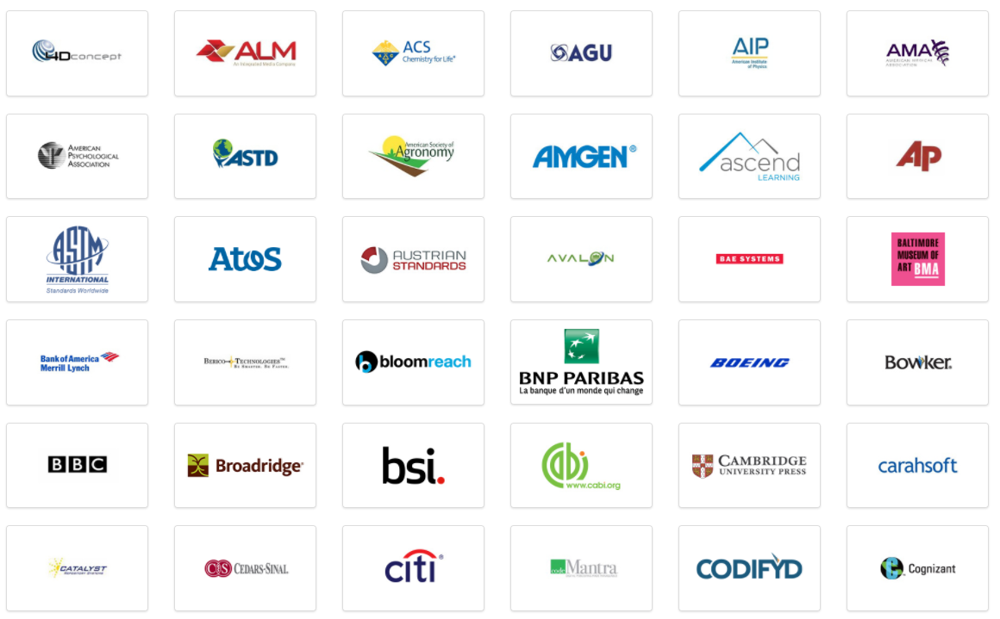 4Dconcept
ALM
An Integrated Media Company
ACS
Chemistry for Life®
AGU
AIP
American Institute
of Physics
AMA
AMERICAN MEDICAL
ASSOCIATION
AMERICAN
PSYCHOLOGICAL
ASSOCIATION
ASTD
American Society of
Agronomy
AMGEN®
ascend
LEARNING
AP
ASTM
INTERNATIONAL
Standards Worldwide
Atos
AUSTRIAN
STANDARDS
AVALON
BAE SYSTEMS
BALTIMORE
MUSEUM OF
ART BMA
Bank of America
Merrill Lynch
BERICO TECHNOLOGIES™
BE SMARTER. BE FASTER.
b bloomreach
BNP PARIBAS
La banque d'un monde qui change
BOEING
Bowker®
BBC
Broadridge®
bsi.
cabi
www.cabi.org
CAMBRIDGE
UNIVERSITY PRESS
carahsoft
CATALYST
REPOSITORY SYSTEMS
CS CEDARS-SINAI.
citi®
codeMantra
CODIFYD
Cognizant